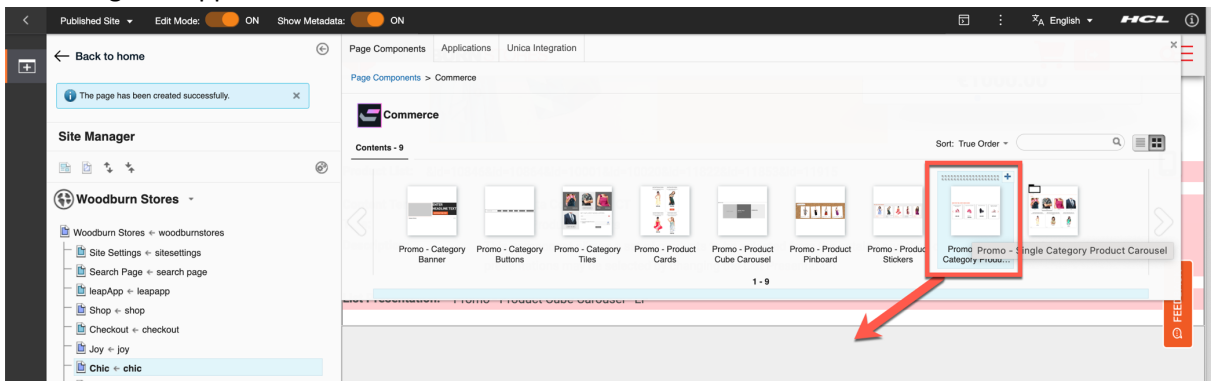 Published Site Edit Mode: ON Show Metadata: ON English HCL
Back to home
Page Components Applications Unica Integration
Page Components > Commerce
The page has been created successfully.
Commerce
Site Manager
Contents - 9
Sort: True Order
Woodburn Stores
Woodburn Stores ← woodburnstores
Site Settings ← sitesettings
Search Page ← search page
leapApp ← leapapp
Shop ← shop
Checkout ← checkout
Joy ← joy
Chic ← chic
Promo - Category Banner
Promo - Category Buttons
Promo - Category Tiles
Promo - Product Cards
Promo - Product Cube Carousel
Promo - Product Pinboard
Promo - Product Stickers
Promo
Category Produ...
Promo - Single Category Product Carousel
1 - 9
List Presentation: Promo - Product Cube Carousel - LP
FEE